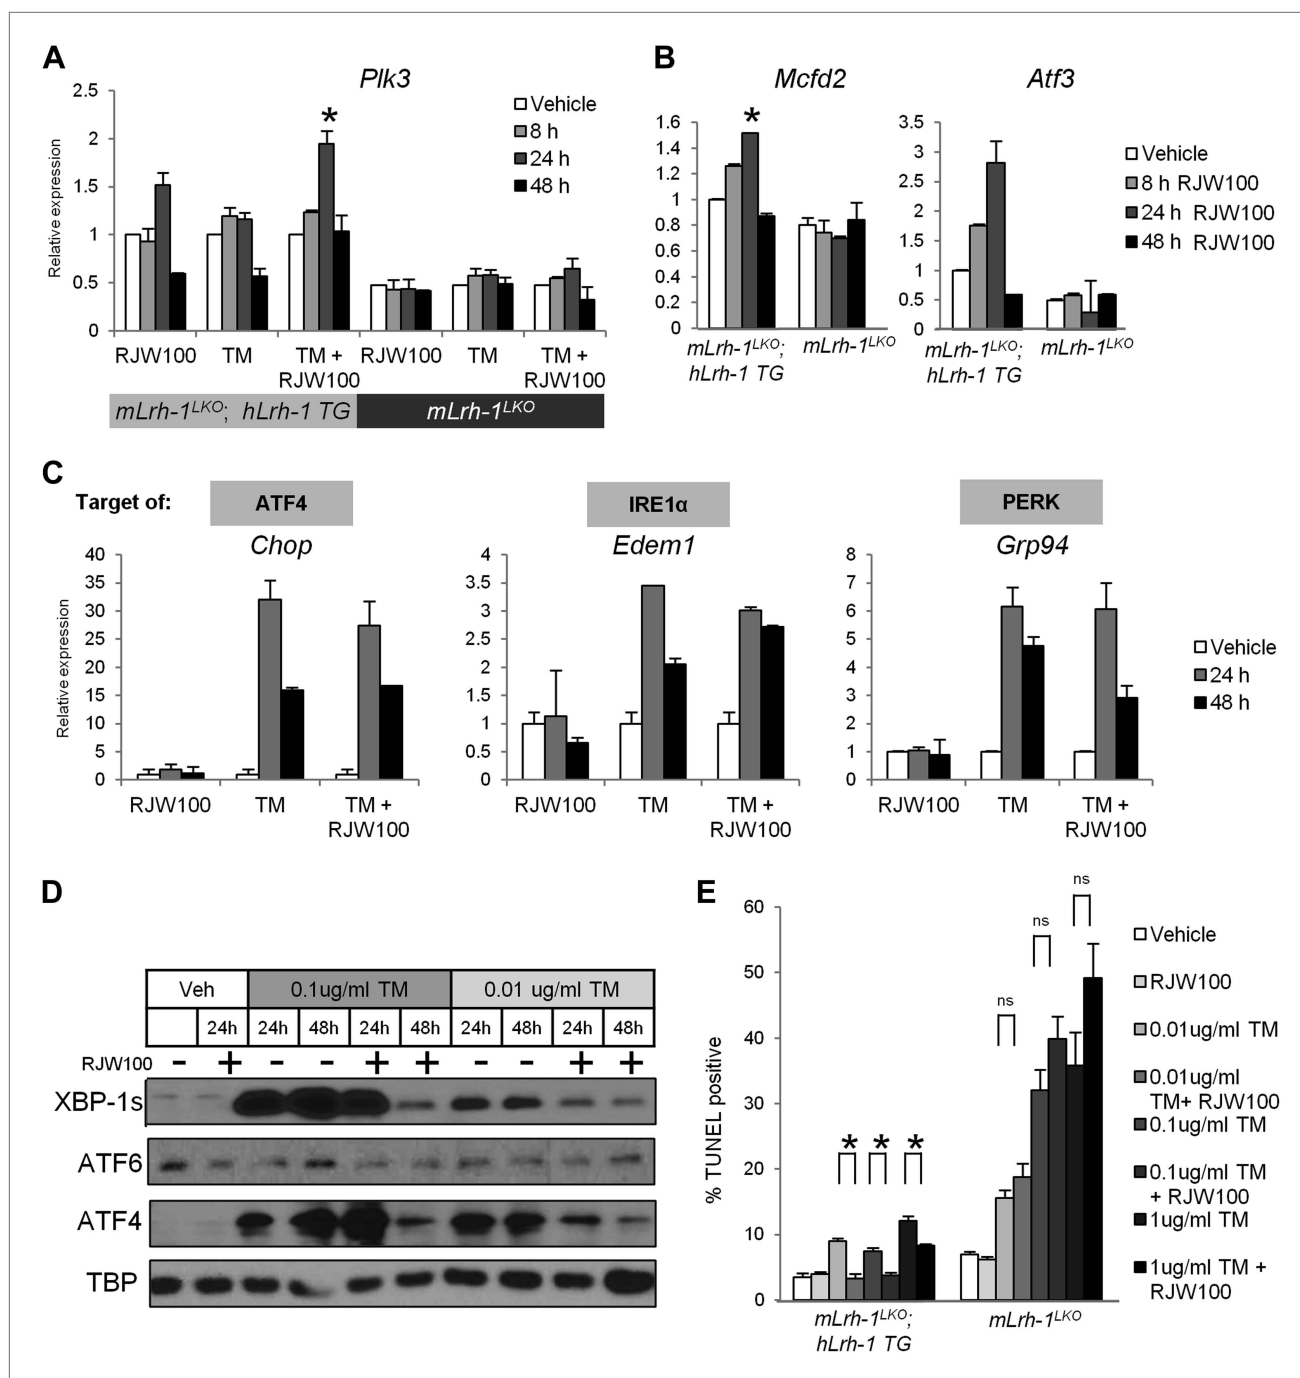 A
Plk3
Relative expression
2.5
2
1.5
1
0.5
0
*
Vehicle
8 h
24 h
48 h
RJW100 TM TM + RJW100 TM TM +
RJW100 RJW100
mLrh-1LKO; hLrh-1 TG mLrh-1LKO
B
Mcfd2 Atf3
1.6
1.4
1.2
1
0.8
0.6
0.4
0.2
0
*
mLrh-1LKO; mLrh-1LKO
hLrh-1 TG
3.5
3
2.5
2
1.5
1
0.5
0
mLrh-1LKO; mLrh-1LKO
hLrh-1 TG
Vehicle
8 h RJW100
24 h RJW100
48 h RJW100
C
Target of: ATF4 IRE1α PERK
Chop Edem1 Grp94
Relative expression
40
35
30
25
20
15
10
5
0
RJW100 TM TM +
RJW100
4
3.5
3
2.5
2
1.5
1
0.5
0
RJW100 TM TM +
RJW100
8
7
6
5
4
3
2
1
0
RJW100 TM TM +
RJW100
Vehicle
24 h
48 h
D
Veh 0.1ug/ml TM 0.01 ug/ml TM
24h 24h 48h 24h 48h 24h 48h 24h 48h
RJW100 - + - - + + - - + +
XBP-1s
ATF6
ATF4
TBP
E
% TUNEL positive
60
50
40
30
20
10
0
* * *
ns
ns
ns
mLrh-1LKO; mLrh-1LKO
hLrh-1 TG
Vehicle
RJW100
0.01ug/ml TM
0.01ug/ml
TM+ RJW100
0.1ug/ml TM
0.1ug/ml TM
+ RJW100
1ug/ml TM
1ug/ml TM +
RJW100